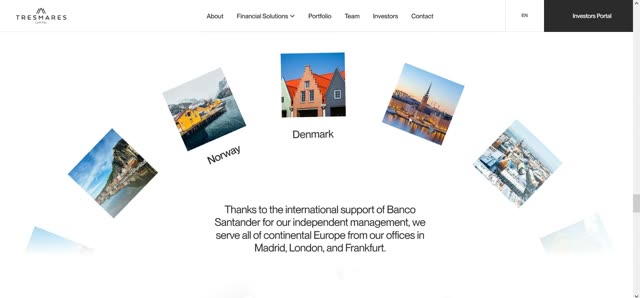 TRESMARES
About
Financial Solutions
Portfolio
Team
Investors
Contact
EN
Investors Portal
Norway
Denmark
Thanks to the international support of Banco
Santander for our independent management, we
serve all of continental Europe from our offices in
Madrid, London, and Frankfurt.